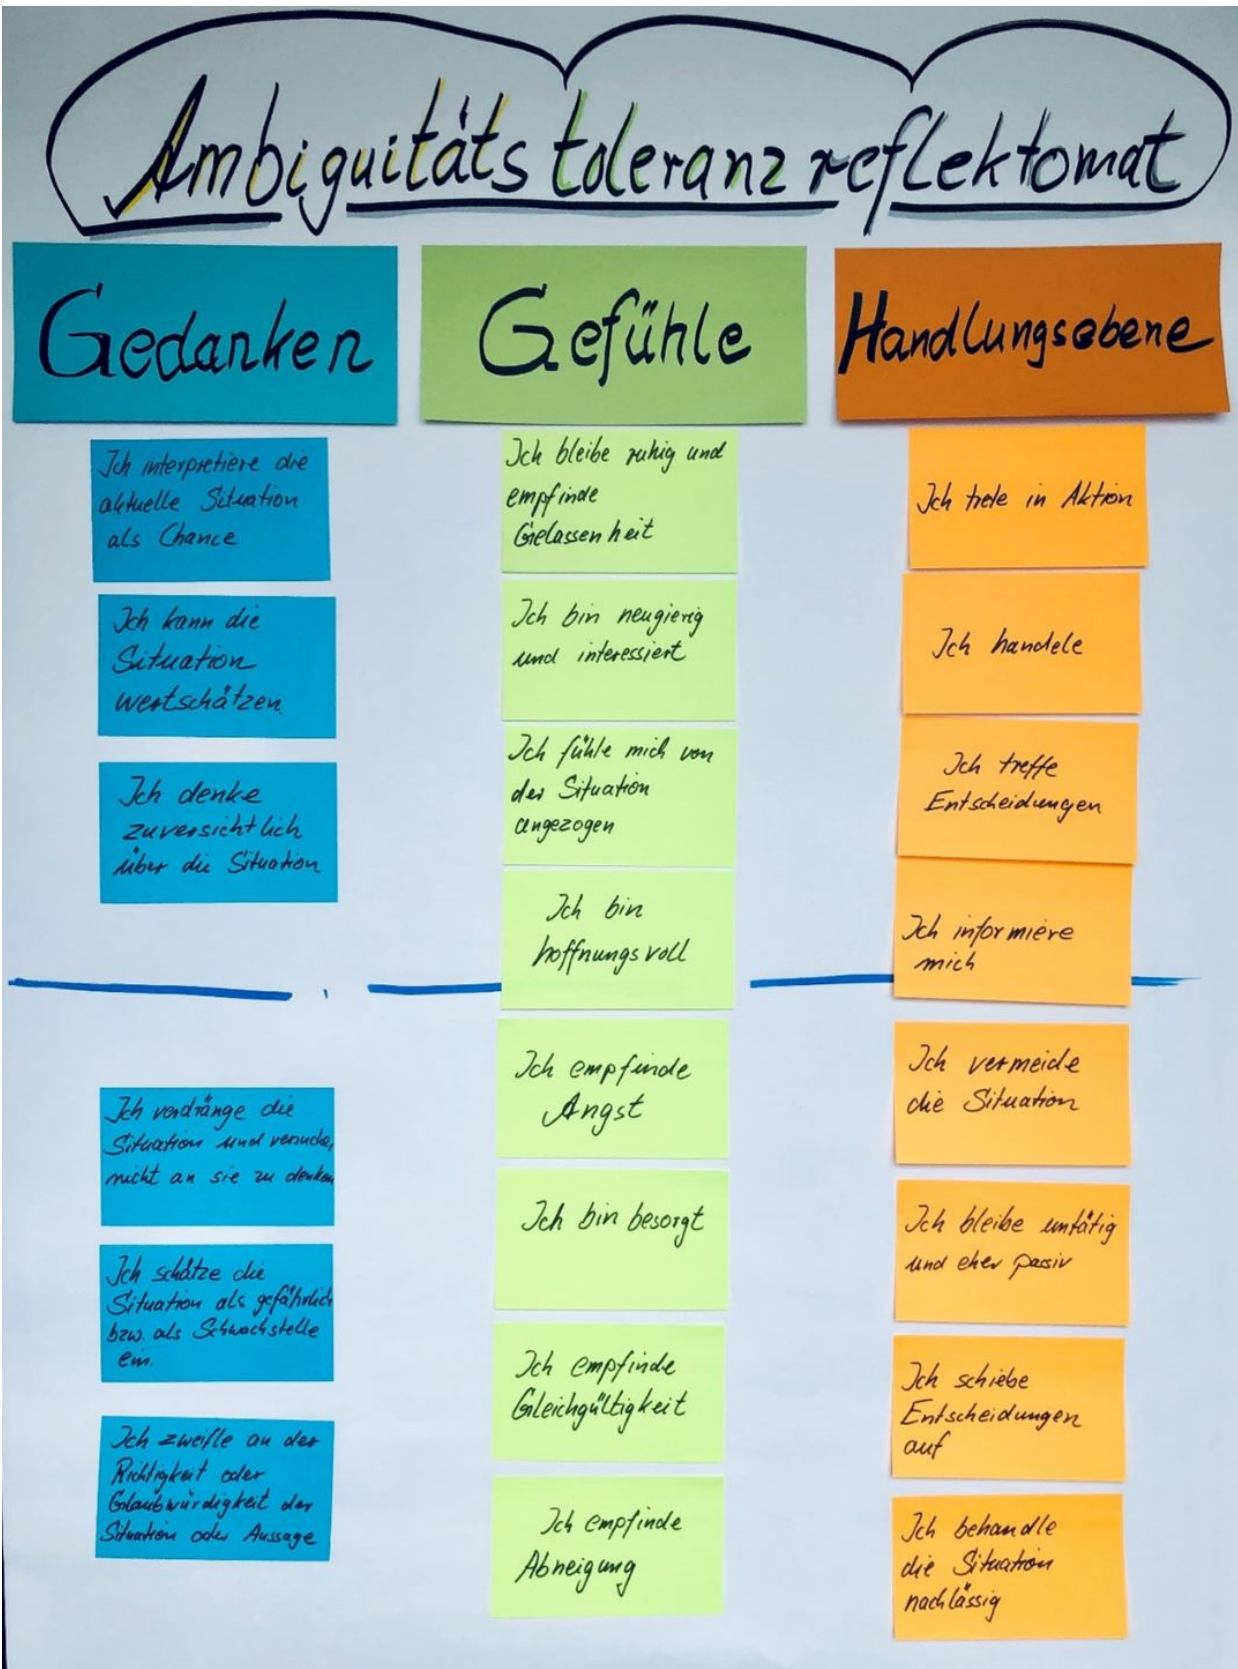 Ambiguitätstoleranzreflektomat
Gedanken
Ich interpretiere die
aktuelle Situation
als Chance
Ich kann die
Situation
wertschätzen.
Ich denke
zuversichtlich
über die Situation
Ich verdränge die
Situation und versuche,
nicht an sie zu denken
Ich schätze die
Situation als gefährlich
bzw. als Schwachstelle
ein.
Ich zweifle an der
Richtigkeit oder
Glaubwürdigkeit der
Situation oder Aussage
Gefühle
Ich bleibe ruhig und
empfinde
Gelassenheit
Ich bin neugierig
und interessiert
Ich fühle mich von
der Situation
angezogen
Ich bin
hoffnungsvoll
Ich empfinde
Angst
Ich bin besorgt
Ich empfinde
Gleichgültigkeit
Ich empfinde
Abneigung
Handlungsebene
Ich trete in Aktion
Ich handele
Ich treffe
Entscheidungen
Ich informiere
mich
Ich vermeide
die Situation
Ich bleibe untätig
und eher passiv
Ich schiebe
Entscheidungen
auf
Ich behandle
die Situation
nachlässig